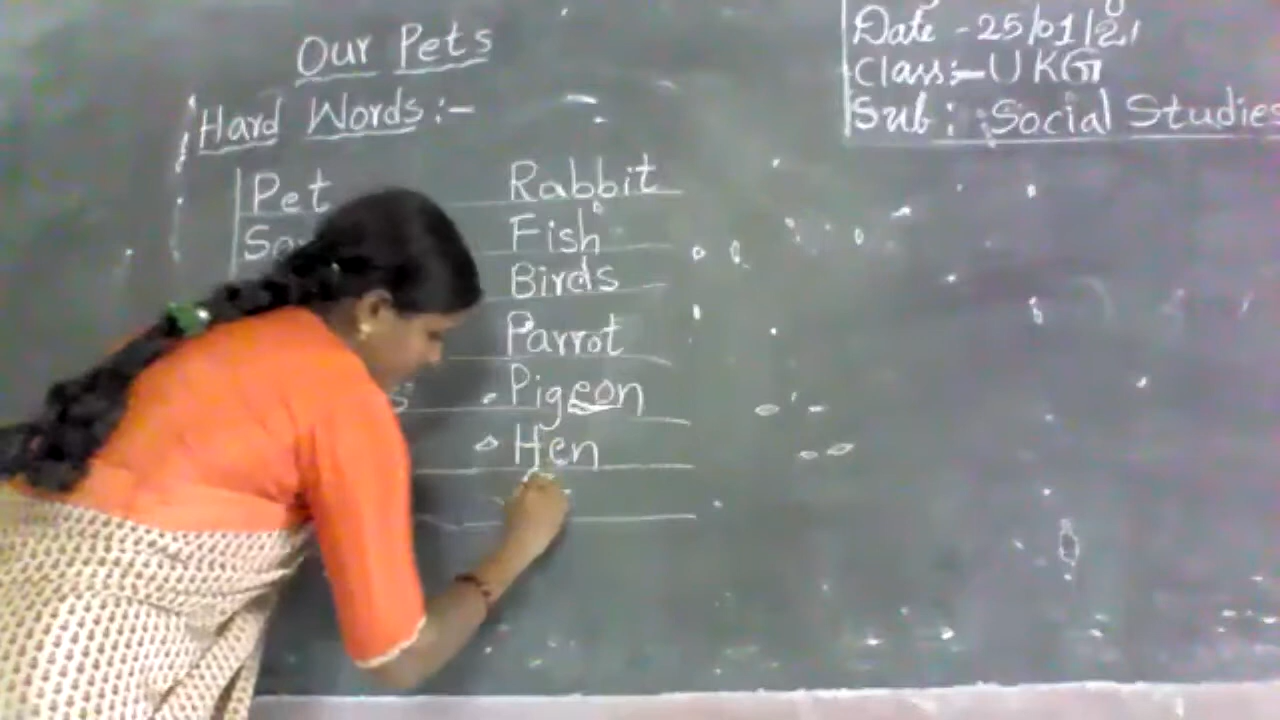 Our Pets
Date - 25/01/21
Class:- UKG
Sub: Social Studies
Hard Words:-
Pet
Rabbit
Fish
Birds
Parrot
Pigeon
Hen